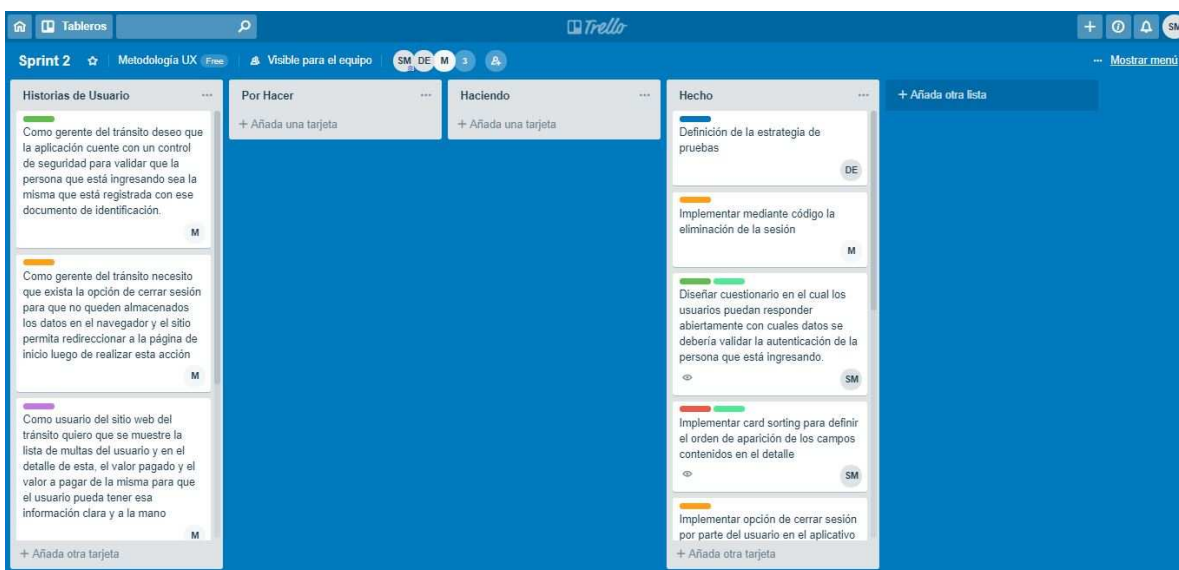 Tableros
Trello
SM
Sprint 2
Metodología UX Free
Visible para el equipo
SM DE M 3
... Mostrar menú
Historias de Usuario ...
Como gerente del tránsito deseo que
la aplicación cuente con un control
de seguridad para validar que la
persona que está ingresando sea la
misma que está registrada con ese
documento de identificación.
M
Como gerente del tránsito necesito
que exista la opción de cerrar sesión
para que no queden almacenados
los datos en el navegador y el sitio
permita redireccionar a la página de
inicio luego de realizar esta acción
M
Como usuario del sitio web del
tránsito quiero que se muestre la
lista de multas del usuario y en el
detalle de esta, el valor pagado y el
valor a pagar de la misma para que
el usuario pueda tener esa
información clara y a la mano
M
+ Añada otra tarjeta
Por Hacer ...
+ Añada una tarjeta
Haciendo ...
+ Añada una tarjeta
Hecho ...
Definición de la estrategia de
pruebas
DE
Implementar mediante código la
eliminación de la sesión
M
Diseñar cuestionario en el cual los
usuarios puedan responder
abiertamente con cuales datos se
debería validar la autenticación de la
persona que está ingresando.
SM
Implementar card sorting para definir
el orden de aparición de los campos
contenidos en el detalle
SM
Implementar opción de cerrar sesión
por parte del usuario en el aplicativo
+ Añada otra tarjeta
+ Añada otra lista